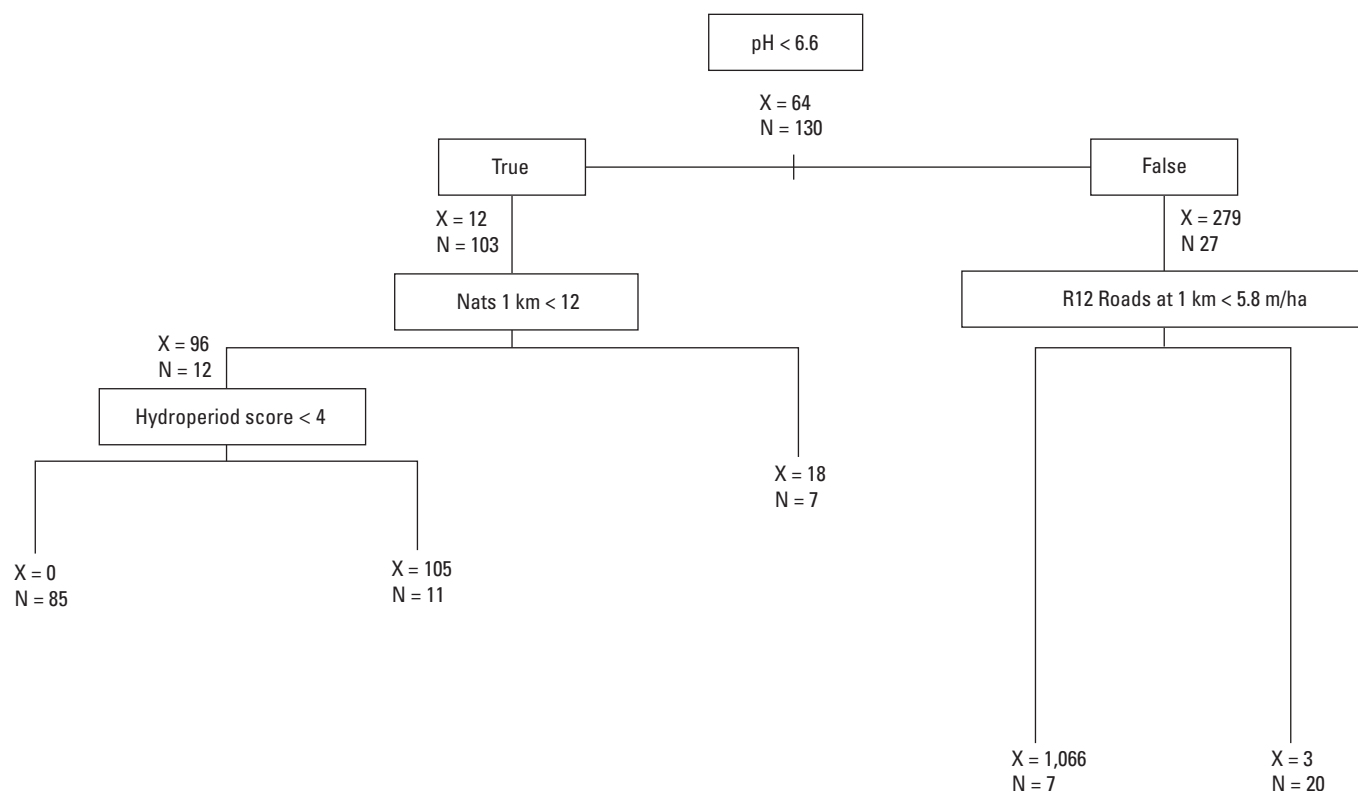 pH < 6.6
X = 64
N = 130
True
False
X = 12
N = 103
X = 279
N 27
Nats 1 km < 12
R12 Roads at 1 km < 5.8 m/ha
X = 96
N = 12
Hydroperiod score < 4
X = 18
N = 7
X = 0
N = 85
X = 105
N = 11
X = 1,066
N = 7
X = 3
N = 20